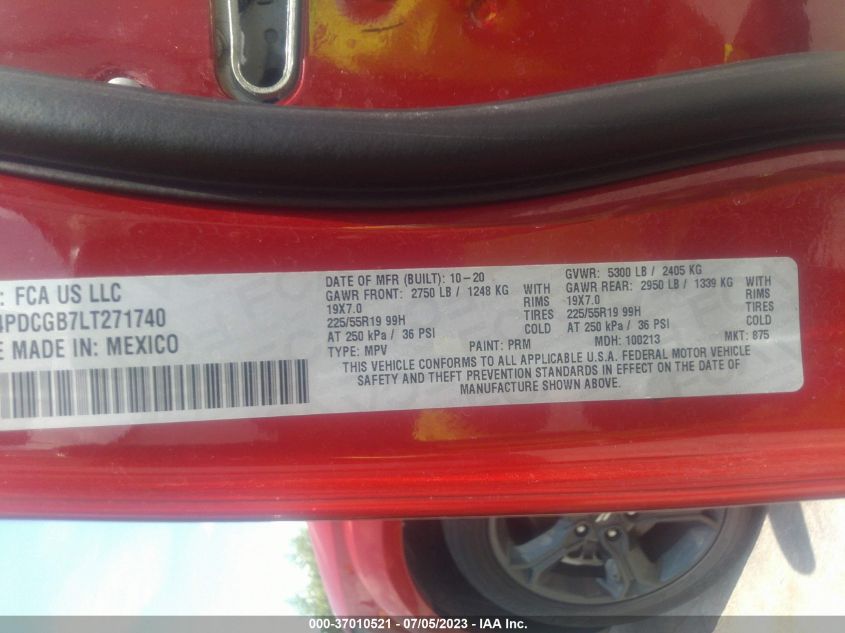 : FCA US LLC
PDCGB7LT271740
E MADE IN: MEXICO
DATE OF MFR (BUILT): 10-20
GAWR FRONT: 2750 LB / 1248 KG WITH
19X7.0 RIMS
225/55R19 99H TIRES
AT 250 kPa / 36 PSI COLD
GVWR: 5300 LB / 2405 KG
GAWR REAR: 2950 LB / 1339 KG WITH
19X7.0 RIMS
225/55R19 99H TIRES
AT 250 kPa / 36 PSI COLD
TYPE: MPV PAINT: PRM MDH: 100213 MKT: 875
THIS VEHICLE CONFORMS TO ALL APPLICABLE U.S.A. FEDERAL MOTOR VEHICLE
SAFETY AND THEFT PREVENTION STANDARDS IN EFFECT ON THE DATE OF
MANUFACTURE SHOWN ABOVE.
000-37010521 - 07/05/2023 - IAA Inc.